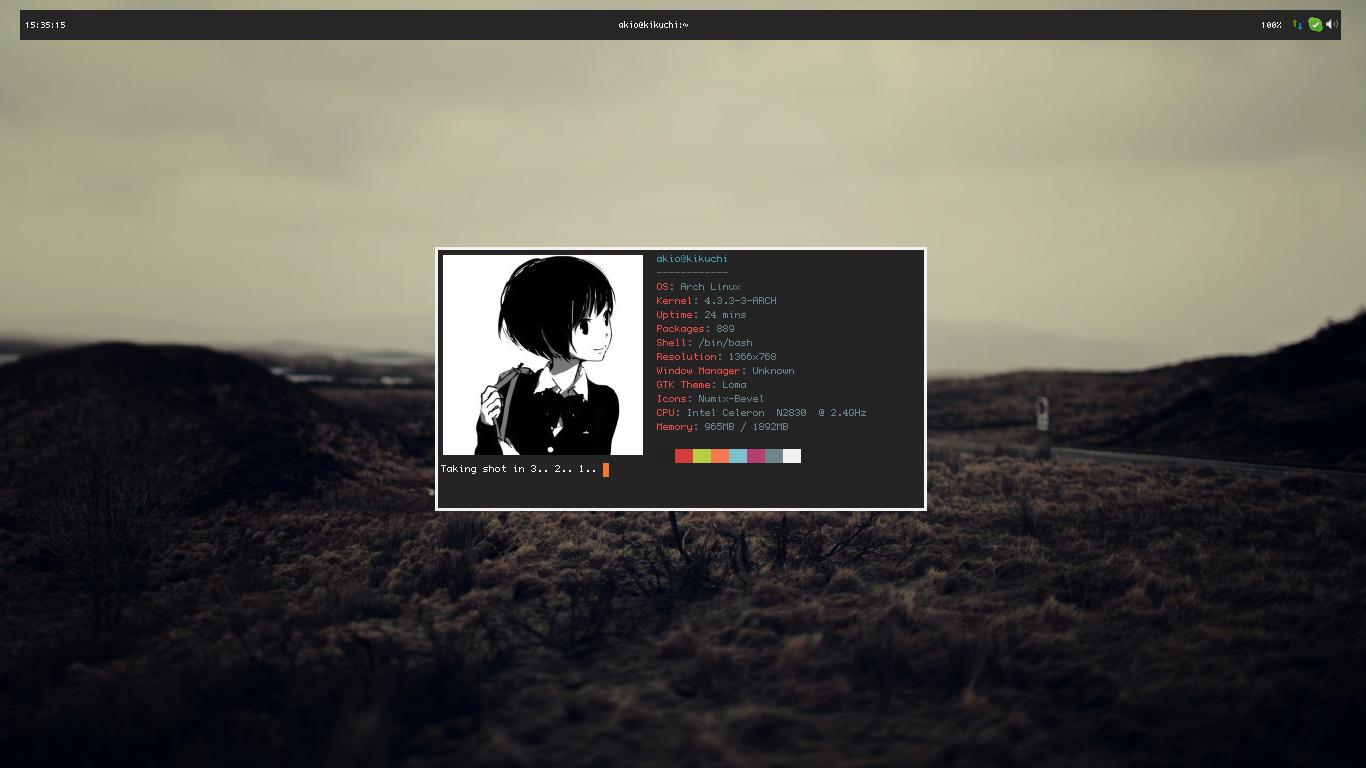 15:35:15
akio@kikuchi:~
100%
akio@kikuchi
------------
OS: Arch Linux
Kernel: 4.3.3-3-ARCH
Uptime: 24 mins
Packages: 889
Shell: /bin/bash
Resolution: 1366x768
Window Manager: Unknown
GTK Theme: Loma
Icons: Numix-Bevel
CPU: Intel Celeron  N2830  @ 2.4GHz
Memory: 965MB / 1892MB
Taking shot in 3.. 2.. 1..